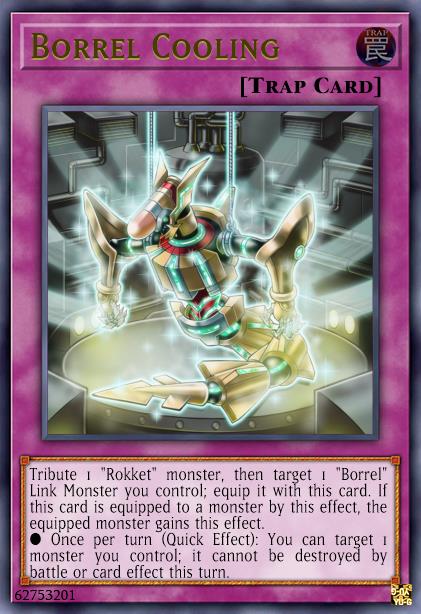 BORREL COOLING
TRAP
罠
[TRAP CARD]
Tribute 1 "Rokket" monster, then target 1 "Borrel"
Link Monster you control; equip it with this card. If
this card is equipped to a monster by this effect, the
equipped monster gains this effect.
● Once per turn (Quick Effect): You can target 1
monster you control; it cannot be destroyed by
battle or card effect this turn.
62753201